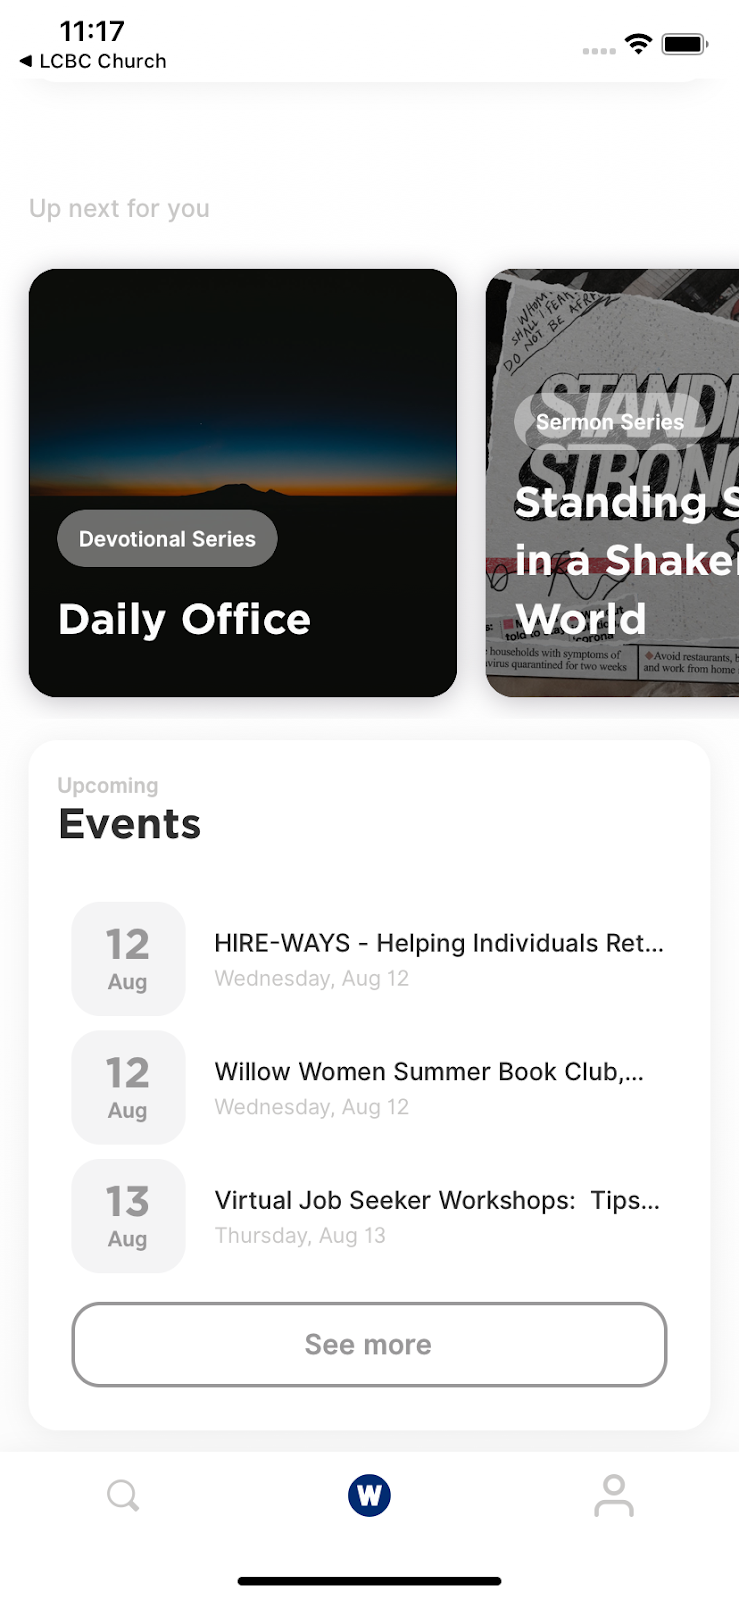 11:17
◀ LCBC Church
Up next for you
Devotional Series
Daily Office
WHOM
SHALL I FEAR
DO NOT BE AFRA
STANDI
STRONG
Sermon Series
Standing S
in a Shake
World
households with symptoms of
virus quarantined for two weeks
Avoid restaurants, b
and work from home
Upcoming
Events
12
Aug
HIRE-WAYS - Helping Individuals Ret...
Wednesday, Aug 12
12
Aug
Willow Women Summer Book Club,...
Wednesday, Aug 12
13
Aug
Virtual Job Seeker Workshops:  Tips...
Thursday, Aug 13
See more
W